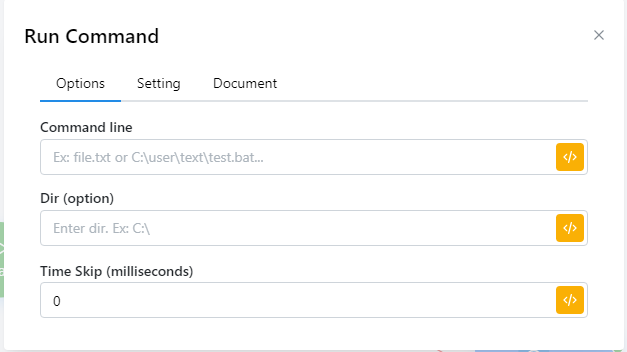 Run Command
Options Setting Document
Command line
Ex: file.txt or C:\user\text\test.bat...
</>
Dir (option)
Enter dir. Ex: C:\
</>
Time Skip (milliseconds)
0
</>